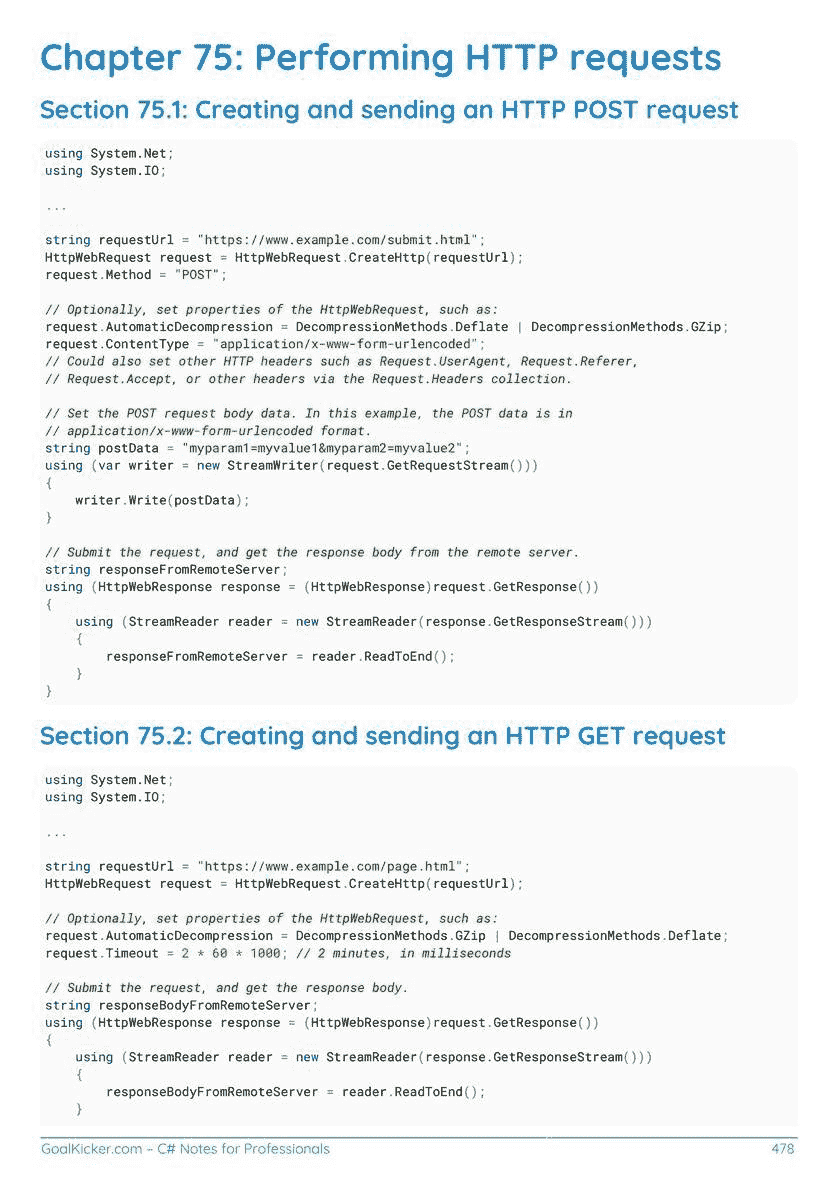 Chapter 75: Performing HTTP requests
Section 75.1: Creating and sending an HTTP POST request
using System.Net;
using System.IO;
...
string requestUrl = "https://www.example.com/submit.html";
HttpWebRequest request = HttpWebRequest.CreateHttp(requestUrl);
request.Method = "POST";
// Optionally, set properties of the HttpWebRequest, such as:
request.AutomaticDecompression = DecompressionMethods.Deflate | DecompressionMethods.GZip;
request.ContentType = "application/x-www-form-urlencoded";
// Could also set other HTTP headers such as Request.UserAgent, Request.Referer,
// Request.Accept, or other headers via the Request.Headers collection.
// Set the POST request body data. In this example, the POST data is in
// application/x-www-form-urlencoded format.
string postData = "myparam1=myvalue1&myparam2=myvalue2";
using (var writer = new StreamWriter(request.GetRequestStream()))
{
    writer.Write(postData);
}
// Submit the request, and get the response body from the remote server.
string responseFromRemoteServer;
using (HttpWebResponse response = (HttpWebResponse)request.GetResponse())
{
    using (StreamReader reader = new StreamReader(response.GetResponseStream()))
    {
        responseFromRemoteServer = reader.ReadToEnd();
    }
}
Section 75.2: Creating and sending an HTTP GET request
using System.Net;
using System.IO;
...
string requestUrl = "https://www.example.com/page.html";
HttpWebRequest request = HttpWebRequest.CreateHttp(requestUrl);
// Optionally, set properties of the HttpWebRequest, such as:
request.AutomaticDecompression = DecompressionMethods.GZip | DecompressionMethods.Deflate;
request.Timeout = 2 * 60 * 1000; // 2 minutes, in milliseconds
// Submit the request, and get the response body.
string responseBodyFromRemoteServer;
using (HttpWebResponse response = (HttpWebResponse)request.GetResponse())
{
    using (StreamReader reader = new StreamReader(response.GetResponseStream()))
    {
        responseBodyFromRemoteServer = reader.ReadToEnd();
    }
GoalKicker.com – C# Notes for Professionals 478